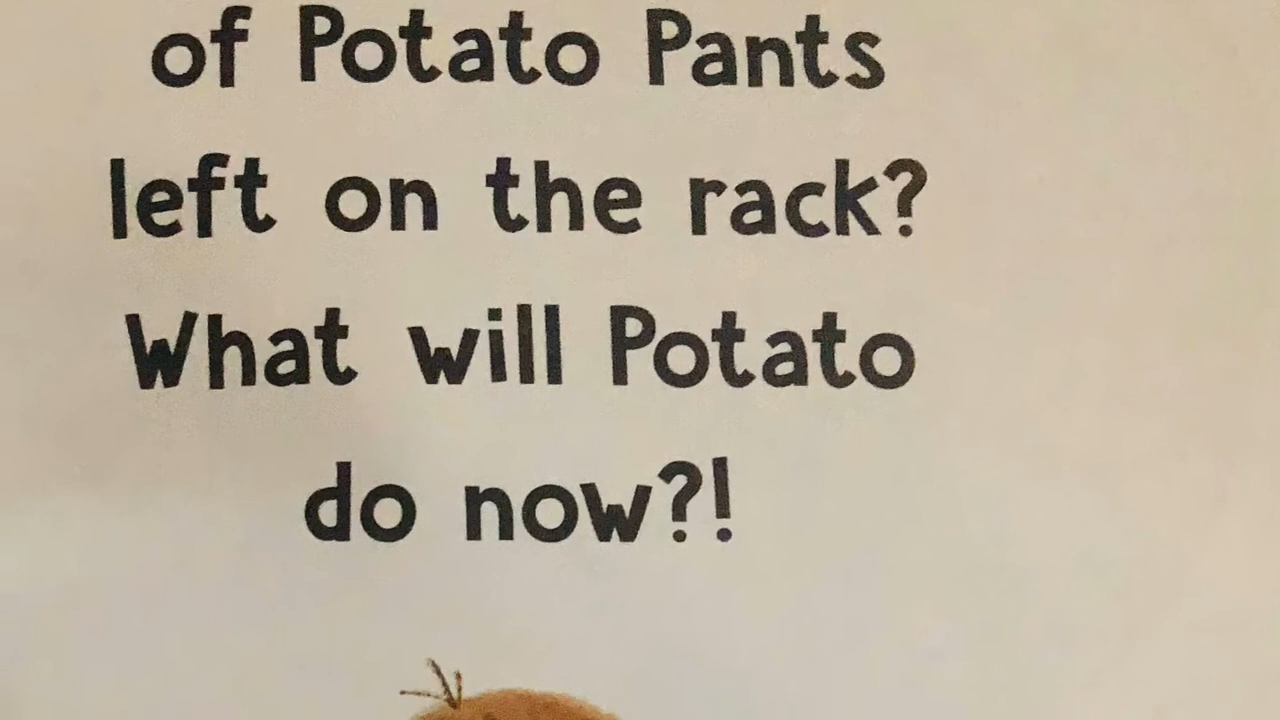 of Potato Pants
left on the rack?
What will Potato
do now?!